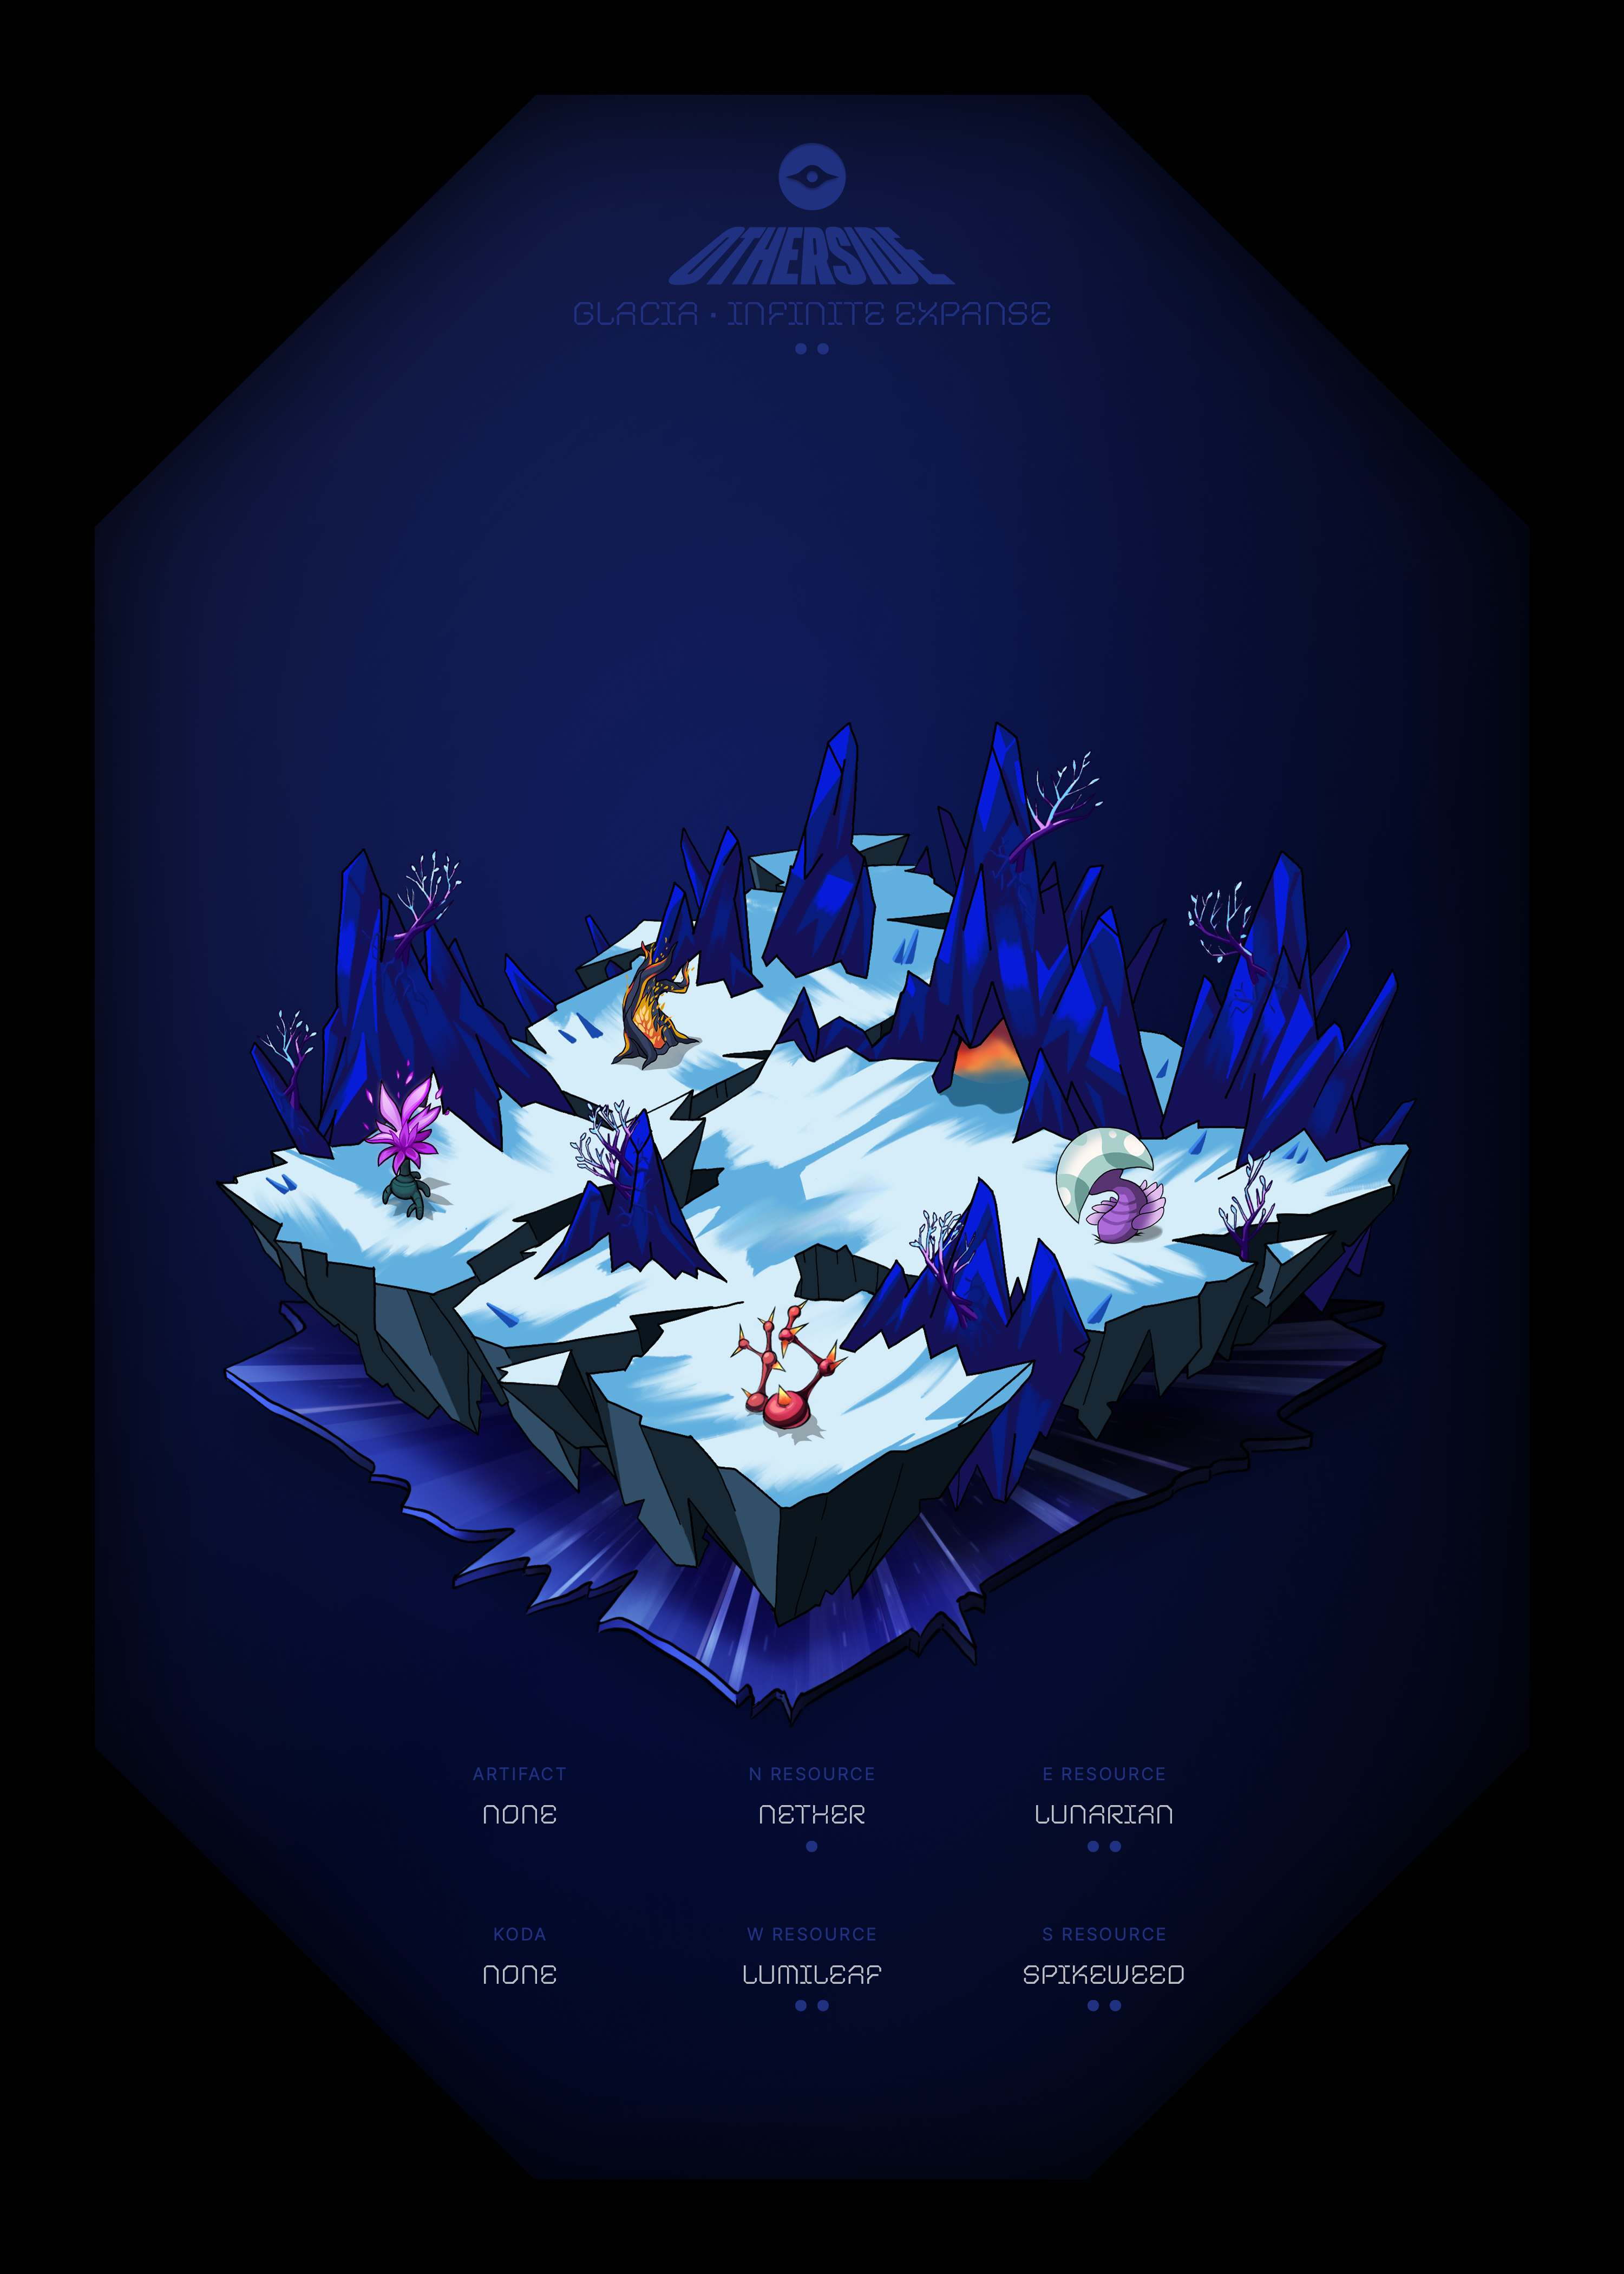 OTHERSIDE
GLACIA · INFINITE EXPANSE
ARTIFACT
NONE
N RESOURCE
NETHER
E RESOURCE
LUNARIAN
KODA
NONE
W RESOURCE
LUMILEAF
S RESOURCE
SPIKEWEED